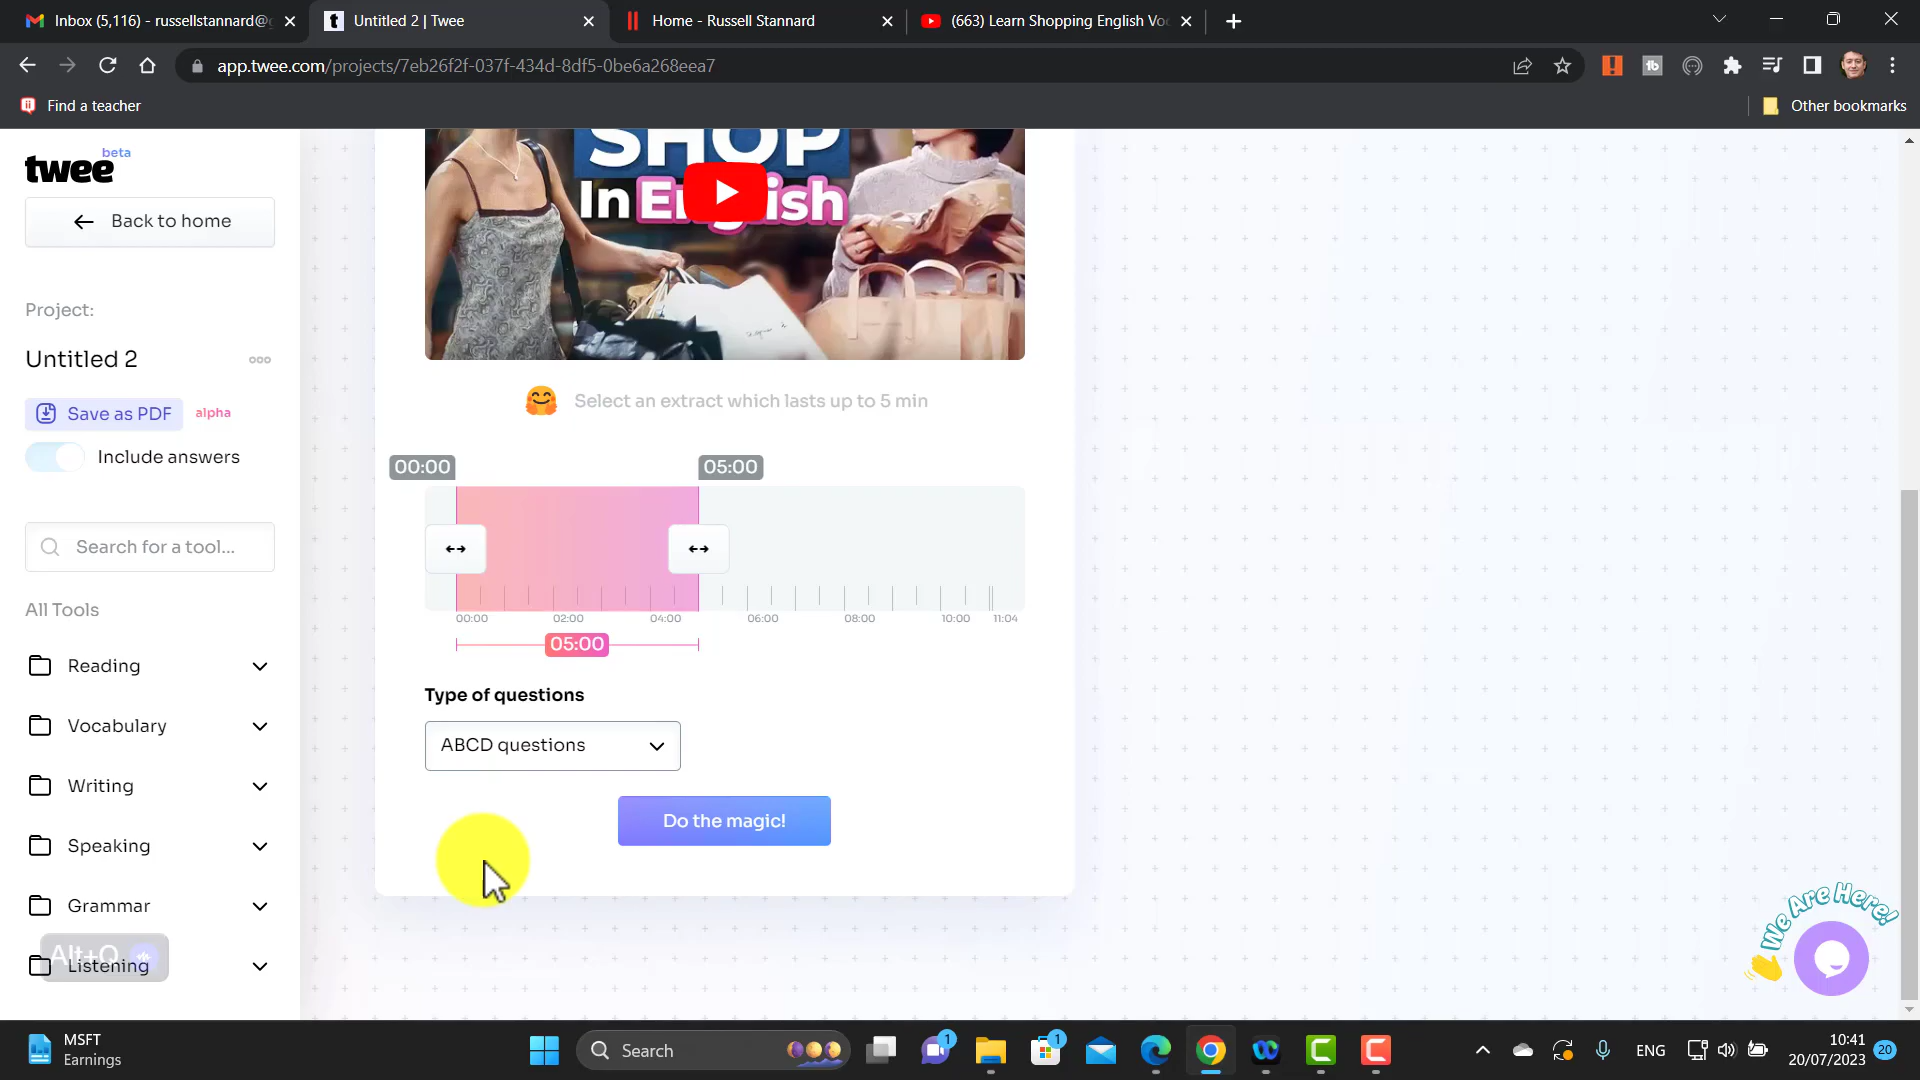 Inbox (5,116) - russellstannard@g
Untitled 2 | Twee
Home - Russell Stannard
(663) Learn Shopping English Vo
app.twee.com/projects/7eb26f2f-037f-434d-8df5-0be6a268eea7
Find a teacher
Other bookmarks
beta
twee
Back to home
Project:
Untitled 2
Save as PDF
alpha
Include answers
Search for a tool...
All Tools
Reading
Vocabulary
Writing
Speaking
Grammar
Alt+Q
Listening
SHOP
In English
Select an extract which lasts up to 5 min
00:00
05:00
00:00 02:00 04:00 06:00 08:00 10:00 11:04
05:00
Type of questions
ABCD questions
Do the magic!
We Are Here!
MSFT
Earnings
Search
1
1
ENG
10:41
20/07/2023
20